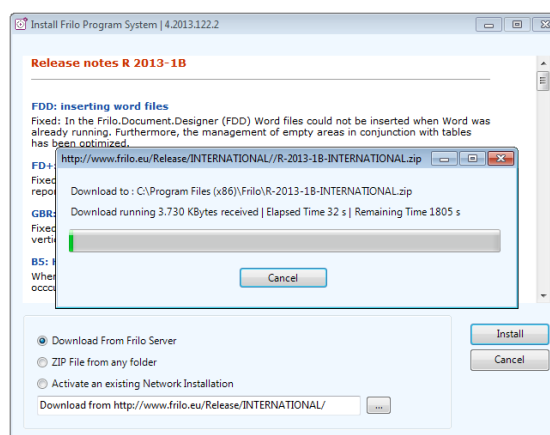 Install Frilo Program System | 4.2013.122.2
Release notes R 2013-1B
FDD: inserting word files
Fixed: In the Frilo.Document.Designer (FDD) Word files could not be inserted when Word was
already running. Furthermore, the management of empty areas in conjunction with tables
has been optimized.
FD+:
Fixed
repor
GBR:
Fixed
vertic
B5: H
When
occcu
http://www.frilo.eu/Release/INTERNATIONAL//R-2013-1B-INTERNATIONAL.zip
Download to : C:\Program Files (x86)\Frilo\R-2013-1B-INTERNATIONAL.zip
Download running 3.730 KBytes received | Elapsed Time 32 s | Remaining Time 1805 s
Cancel
Download From Frilo Server
ZIP File from any folder
Activate an existing Network Installation
Download from http://www.frilo.eu/Release/INTERNATIONAL/
...
Install
Cancel